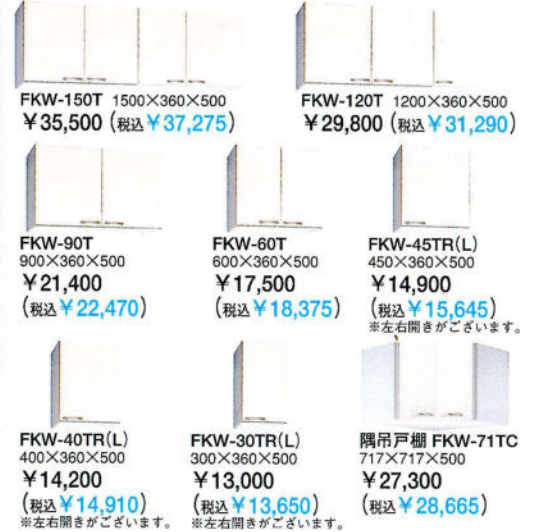 FKW-150T 1500×360×500
￥35,500（税込￥37,275）
FKW-120T 1200×360×500
￥29,800（税込￥31,290）
FKW-90T
900×360×500
￥21,400
（税込￥22,470）
FKW-60T
600×360×500
￥17,500
（税込￥18,375）
FKW-45TR(L)
450×360×500
￥14,900
（税込￥15,645）
※左右開きがございます。
FKW-40TR(L)
400×360×500
￥14,200
（税込￥14,910）
※左右開きがございます。
FKW-30TR(L)
300×360×500
￥13,000
（税込￥13,650）
※左右開きがございます。
隅吊戸棚 FKW-71TC
717×717×500
￥27,300
（税込￥28,665）